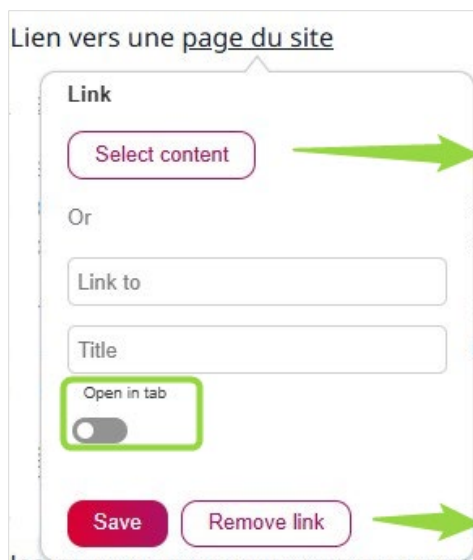 Lien vers une page du site
Link
Select content
Or
Link to
Title
Open in tab
Save
Remove link